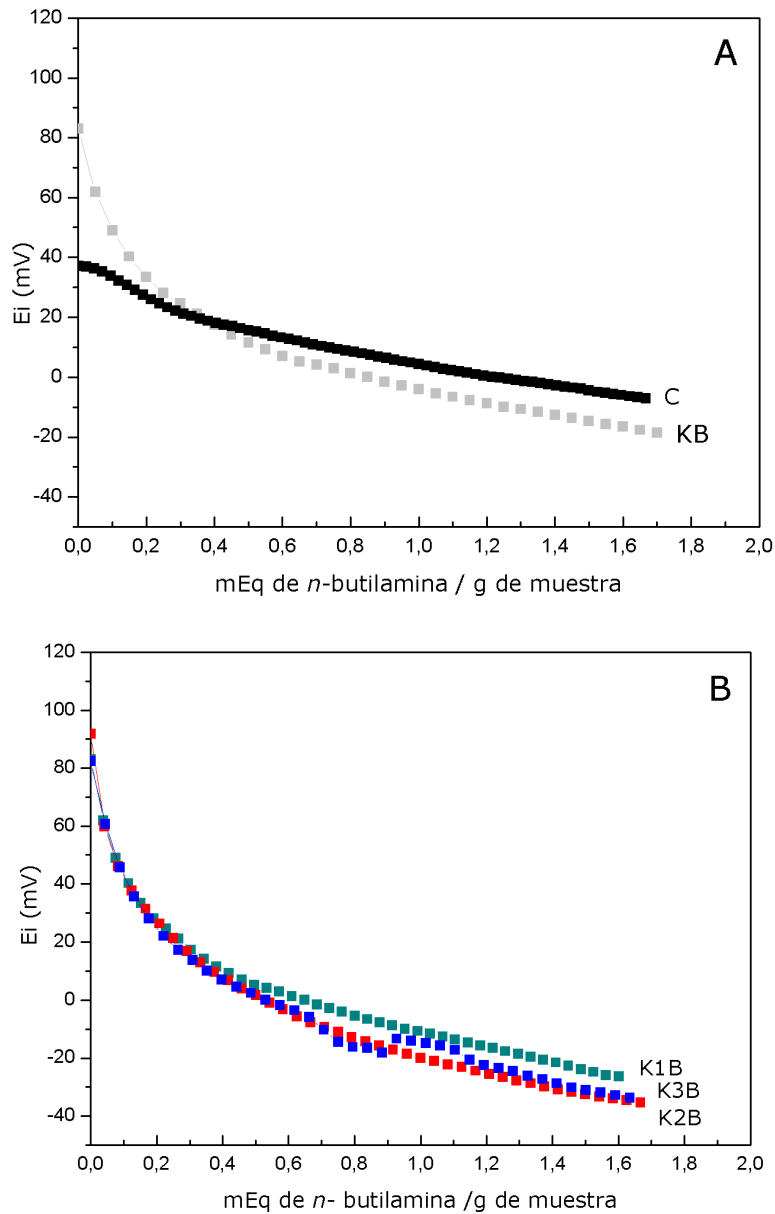 A
120
100
80
60
40
20
0
-20
-40
Ei (mV)
C
KB
0,0 0,2 0,4 0,6 0,8 1,0 1,2 1,4 1,6 1,8 2,0
mEq de n-butilamina / g de muestra
B
120
100
80
60
40
20
0
-20
-40
Ei (mV)
K1B
K3B
K2B
0,0 0,2 0,4 0,6 0,8 1,0 1,2 1,4 1,6 1,8 2,0
mEq de n- butilamina /g de muestra